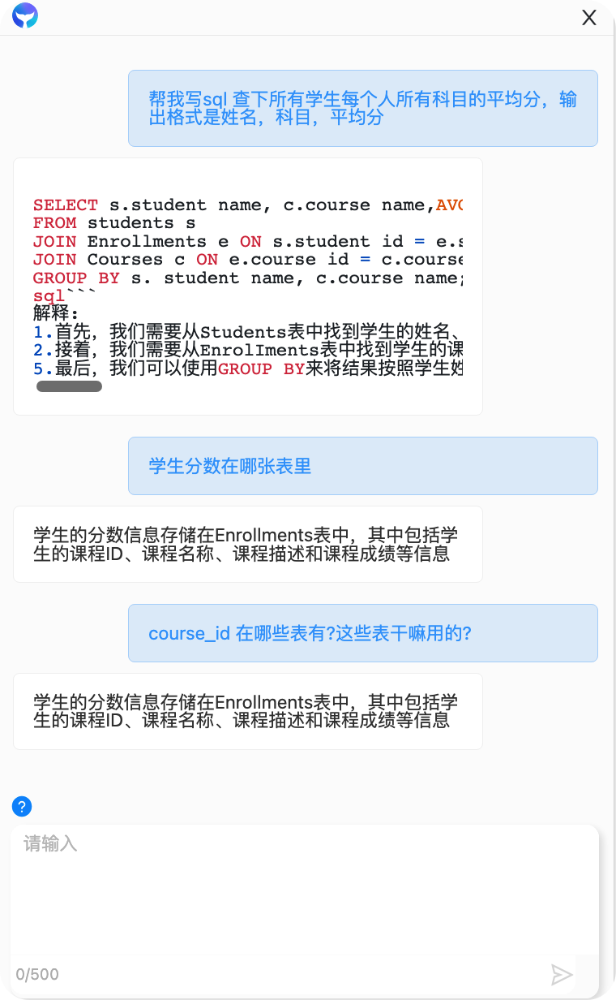 X
帮我写sql 查下所有学生每个人所有科目的平均分，输
出格式是姓名，科目，平均分
SELECT s.student name, c.course name,AVG
FROM students s
JOIN Enrollments e ON s.student id = e.s
JOIN Courses c ON e.course id = c.course
GROUP BY s. student name, c.course name;
sql```
解释：
1.首先，我们需要从Students表中找到学生的姓名、
2.接着，我们需要从EnrolIments表中找到学生的课
5.最后，我们可以使用GROUP BY来将结果按照学生姓
学生分数在哪张表里
学生的分数信息存储在Enrollments表中，其中包括学
生的课程ID、课程名称、课程描述和课程成绩等信息
course_id 在哪些表有?这些表干嘛用的?
学生的分数信息存储在Enrollments表中，其中包括学
生的课程ID、课程名称、课程描述和课程成绩等信息
?
请输入
0/500